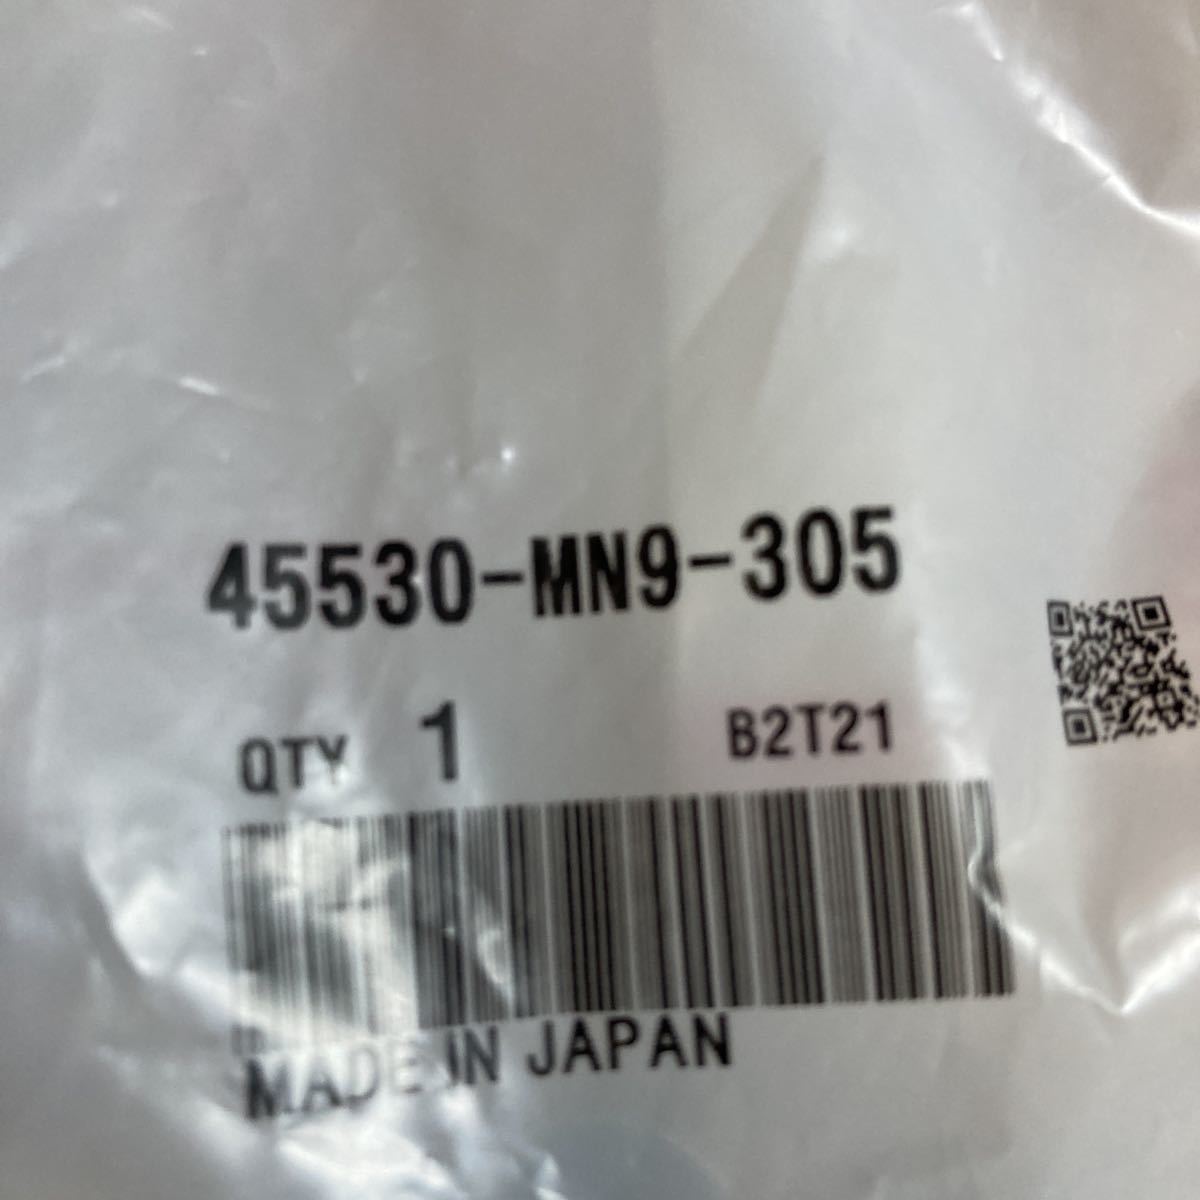 45530-MN9-305
QTY 1 B2T21
MADE IN JAPAN